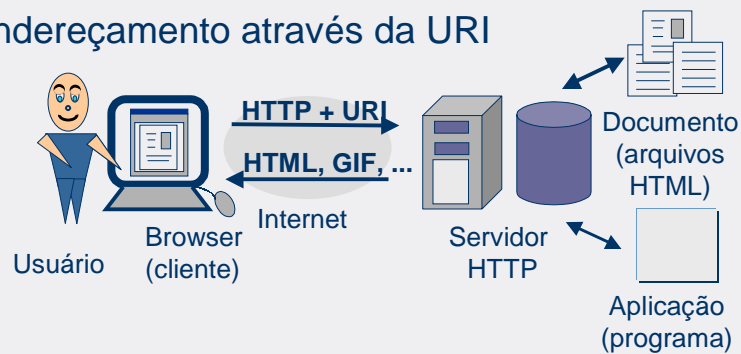 ndereçamento através da URI
HTTP + URI
HTML, GIF, ...
Internet
Usuário
Browser
(cliente)
Servidor
HTTP
Documento
(arquivos
HTML)
Aplicação
(programa)